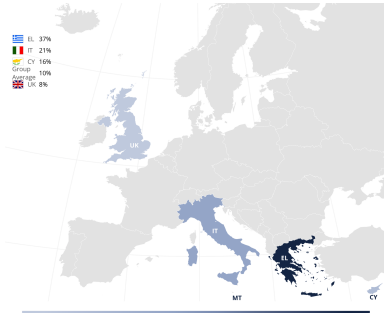 EL 37%
IT 21%
CY 16%
Group
Average 10%
UK 8%
UK
IT
EL
MT
CY